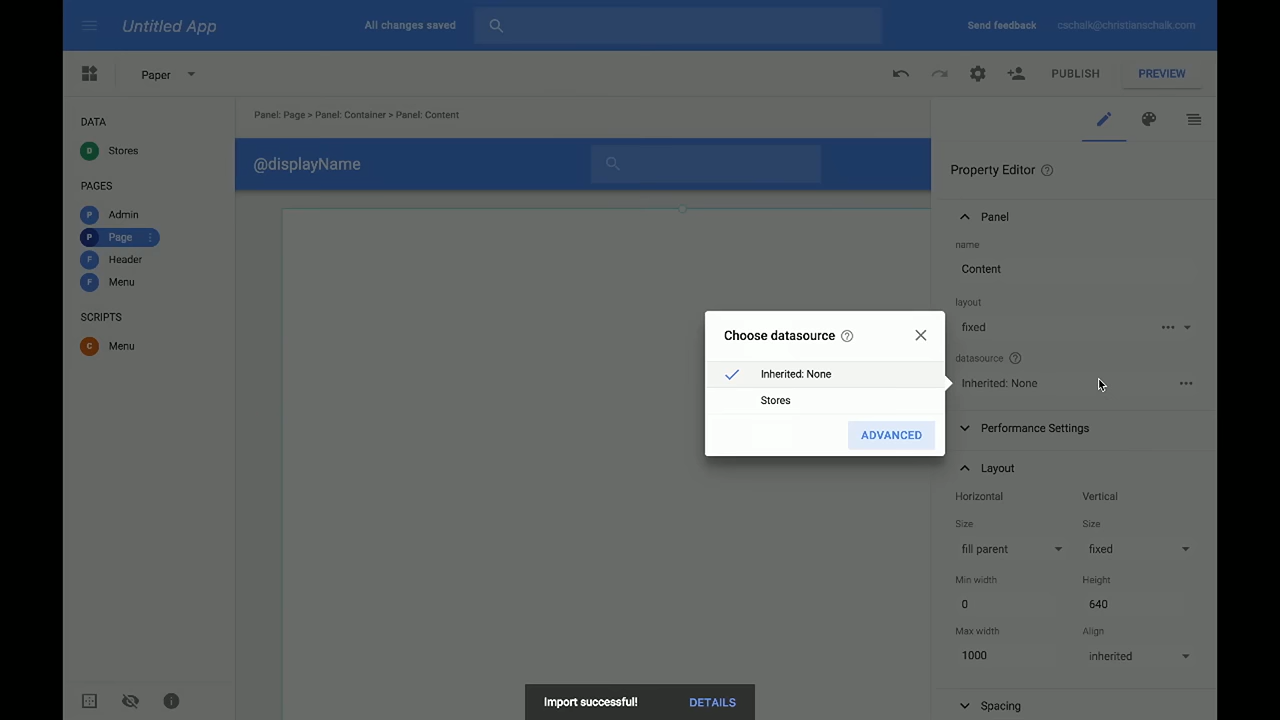 Untitled App
All changes saved
Send feedback
cschalk@christianschalk.com
Paper
PUBLISH
PREVIEW
DATA
D Stores
PAGES
P Admin
P Page
F Header
F Menu
SCRIPTS
C Menu
Panel: Page > Panel: Container > Panel: Content
@displayName
Choose datasource
Inherited: None
Stores
ADVANCED
Property Editor
Panel
name
Content
layout
fixed
datasource
Inherited: None
Performance Settings
Layout
Horizontal Vertical
Size Size
fill parent fixed
Min width Height
0 640
Max width Align
1000 inherited
Spacing
Import successful! DETAILS